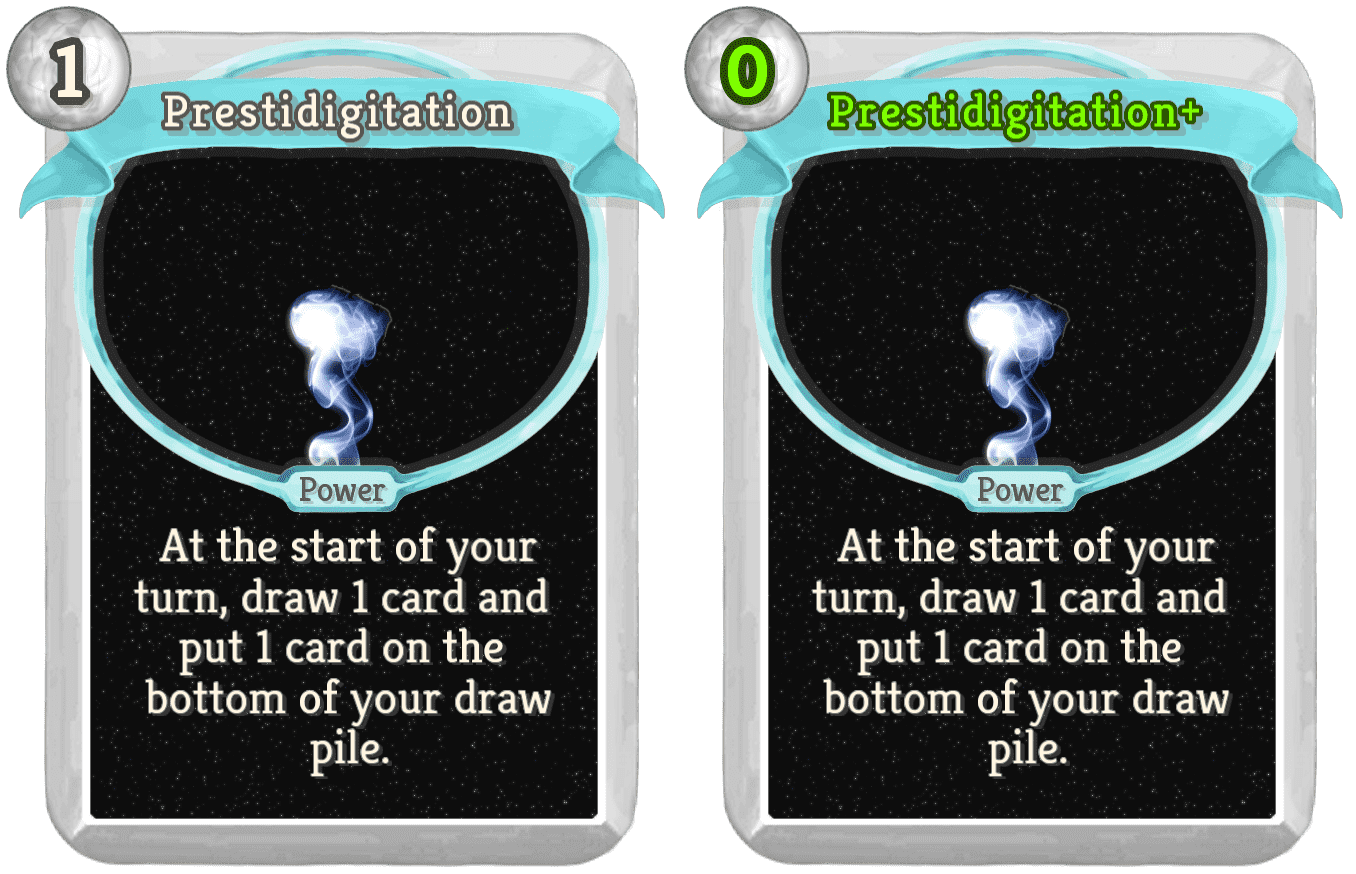 1
Prestidigitation
Power
At the start of your
turn, draw 1 card and
put 1 card on the
bottom of your draw
pile.
0
Prestidigitation+
Power
At the start of your
turn, draw 1 card and
put 1 card on the
bottom of your draw
pile.